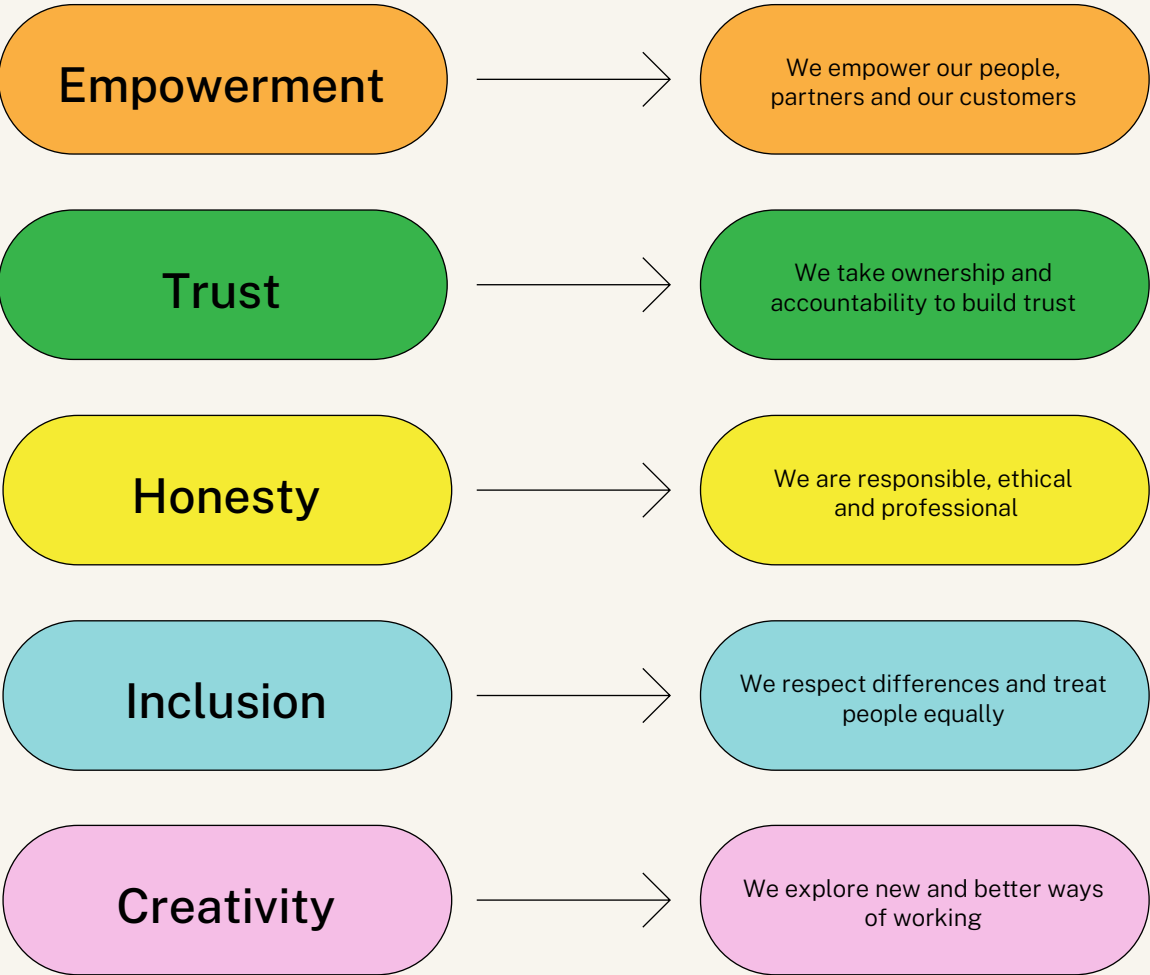 Empowerment
We empower our people,
partners and our customers
Trust
We take ownership and
accountability to build trust
Honesty
We are responsible, ethical
and professional
Inclusion
We respect differences and treat
people equally
Creativity
We explore new and better ways
of working